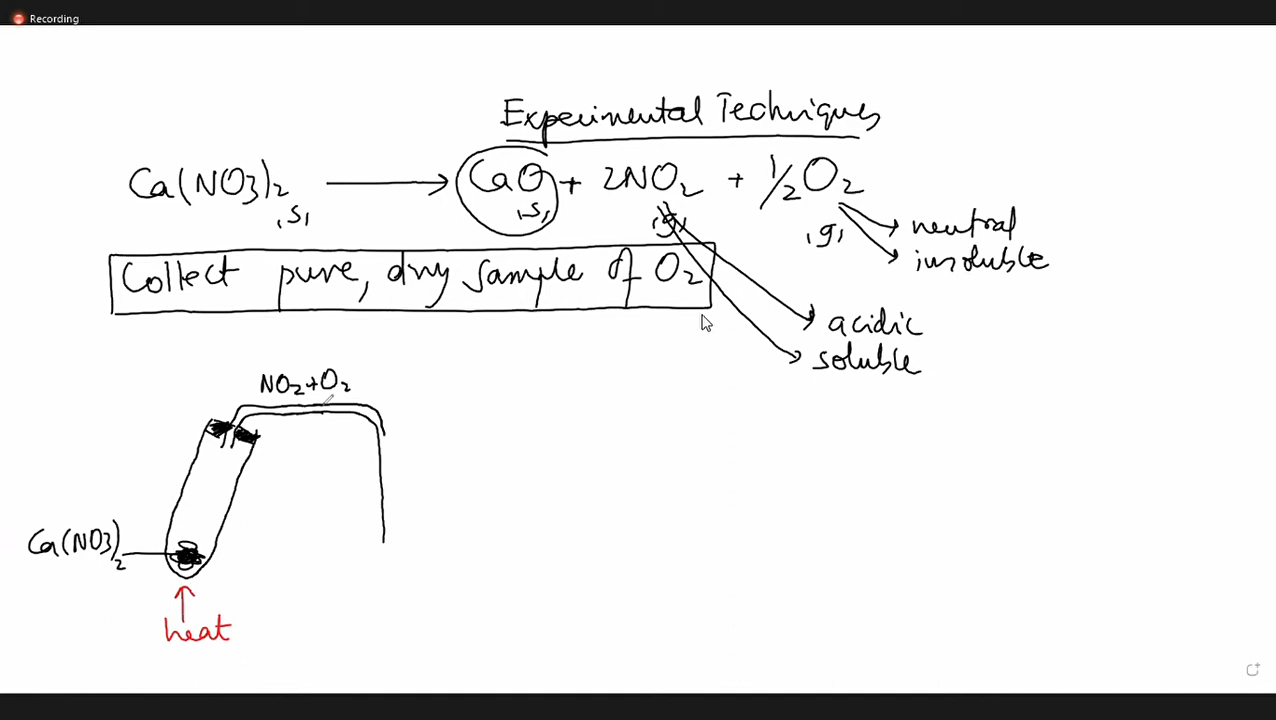 Recording
Experimental Techniques
Ca(NO3)₂ (s) → CaO (s) + 2NO₂ (g) + 1/2O₂ (g)
neutral
insoluble
Collect pure, dry sample of O₂
acidic
soluble
NO₂+O₂
Ca(NO3)₂
heat